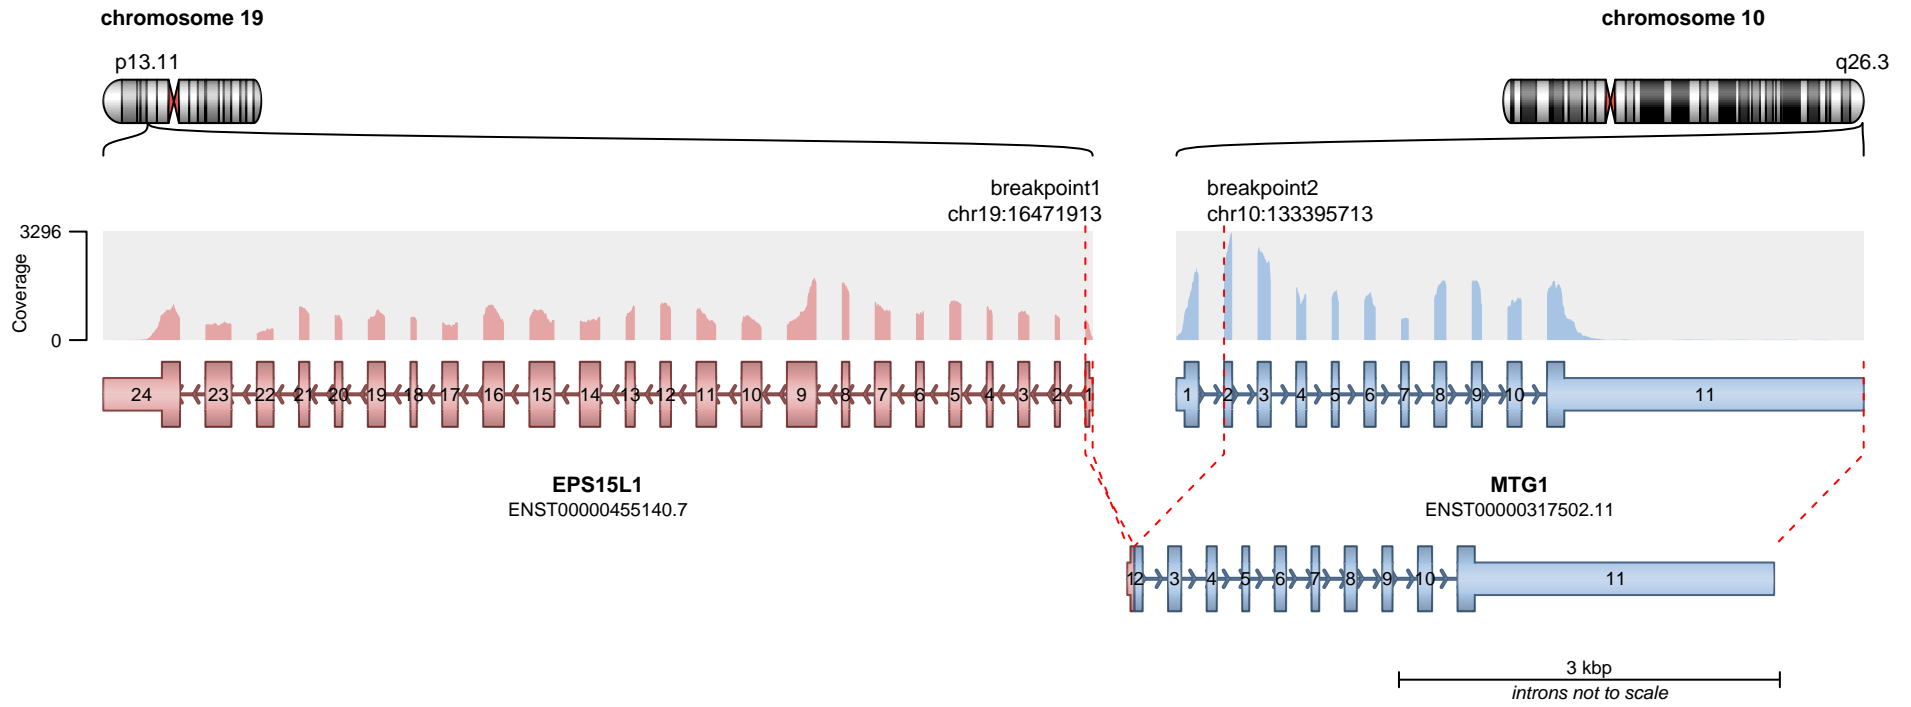 chromosome 19
chromosome 10
p13.11
q26.3
breakpoint1
chr19:16471913
breakpoint2
chr10:133395713
3296
Coverage
0
24 23 22 21 20 19 18 17 16 15 14 13 12 11 10 9 8 7 6 5 4 3 2 1
1 2 3 4 5 6 7 8 9 10 11
EPS15L1
ENST00000455140.7
MTG1
ENST00000317502.11
1 2 3 4 5 6 7 8 9 10 11
3 kbp
introns not to scale